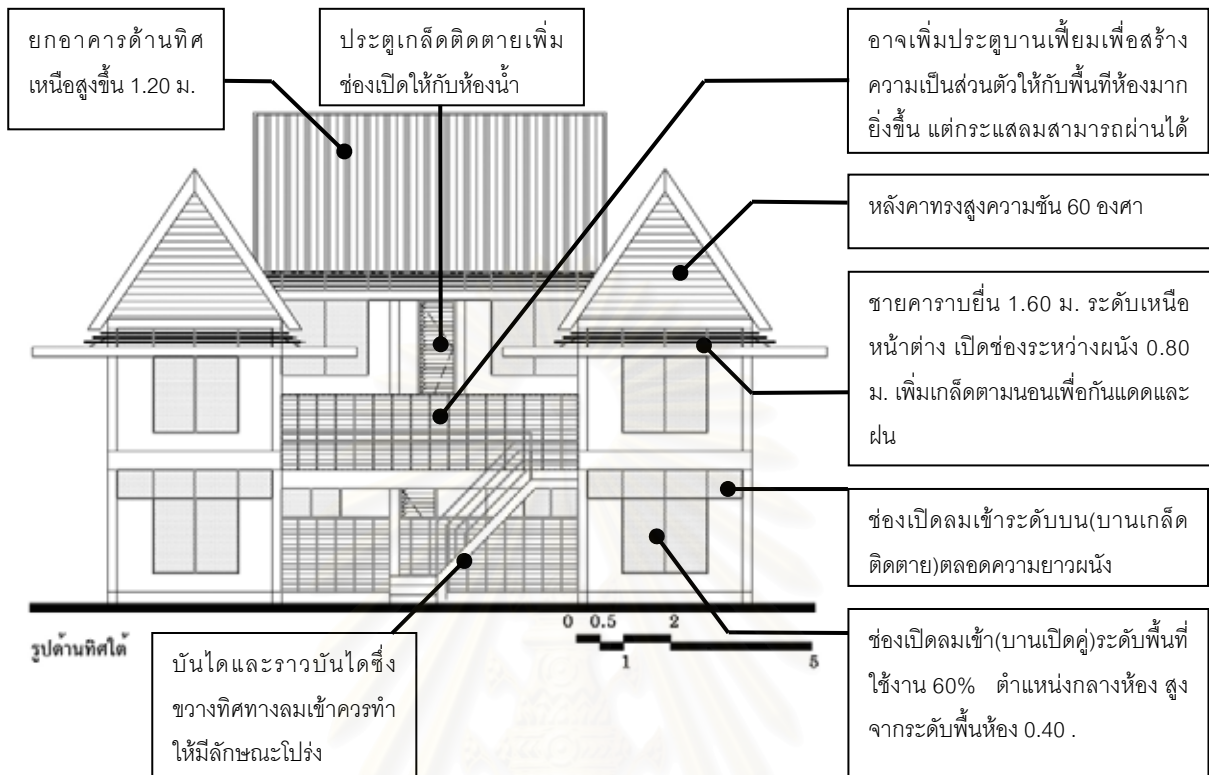 ยกอาคารด้านทิศ
เหนือสูงขึ้น 1.20 ม.
ประตูเกล็ดติดตายเพิ่ม
ช่องเปิดให้กับห้องน้ำ
อาจเพิ่มประตูบานเฟี้ยมเพื่อสร้าง
ความเป็นส่วนตัวให้กับพื้นที่ห้องมาก
ยิ่งขึ้น แต่กระแสลมสามารถผ่านได้
หลังคาทรงสูงความชัน 60 องศา
ชายคาราบยื่น 1.60 ม. ระดับเหนือ
หน้าต่าง เปิดช่องระหว่างผนัง 0.80
ม. เพิ่มเกล็ดตามนอนเพื่อกันแดดและ
ฝน
ช่องเปิดลมเข้าระดับบน(บานเกล็ด
ติดตาย)ตลอดความยาวผนัง
ช่องเปิดลมเข้า(บานเปิดคู่)ระดับพื้นที่
ใช้งาน 60% ตำแหน่งกลางห้อง สูง
จากระดับพื้นห้อง 0.40 .
0 0.5 2
1 5
รูปด้านทิศใต้
บันไดและราวบันไดซึ่ง
ขวางทิศทางลมเข้าควรทำ
ให้มีลักษณะโปร่ง